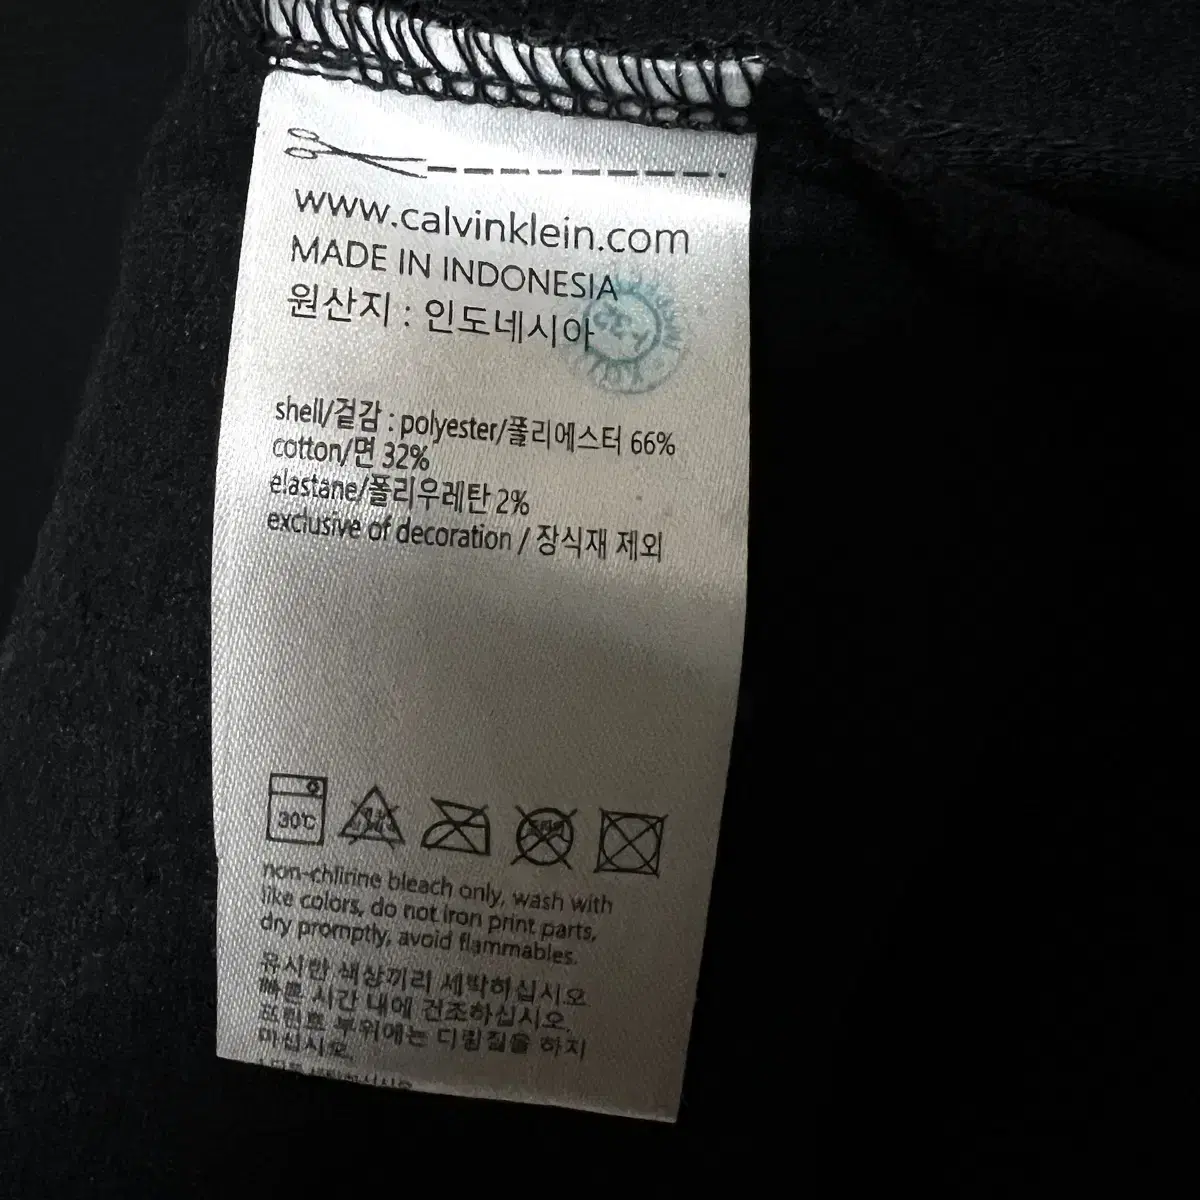 www.calvinklein.com
MADE IN INDONESIA
원산지 : 인도네시아
shell/겉감 : polyester/폴리에스터 66%
cotton/면 32%
elastane/폴리우레탄 2%
exclusive of decoration / 장식재 제외
30℃
non-chlirine bleach only, wash with
like colors, do not iron print parts,
dry promptly, avoid flammables.
유사한 색상끼리 세탁하십시오
빠른 시간 내에 건조하십시오.
프린트 부위에는 다림질을 하지
마십시오.